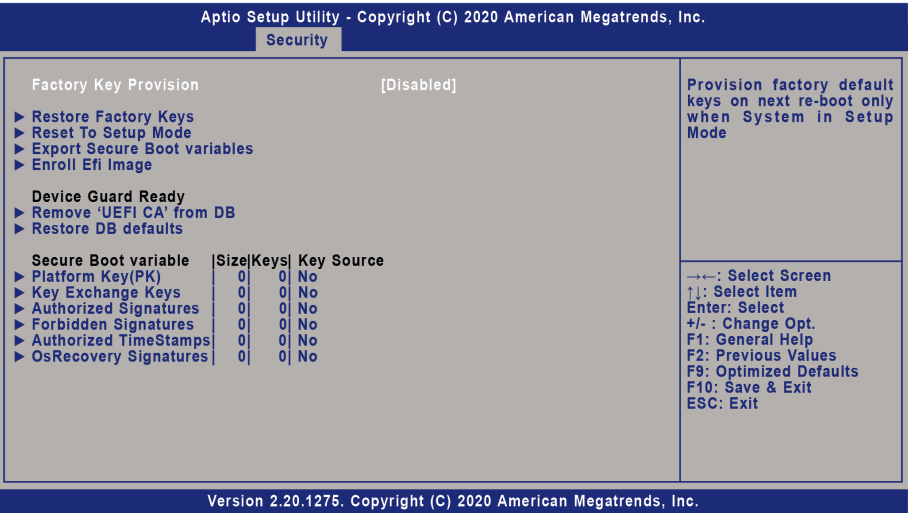 Aptio Setup Utility - Copyright (C) 2020 American Megatrends, Inc.
Security
Factory Key Provision [Disabled]
► Restore Factory Keys
► Reset To Setup Mode
► Export Secure Boot variables
► Enroll Efi Image
Device Guard Ready
► Remove ‘UEFI CA’ from DB
► Restore DB defaults
Secure Boot variable |Size|Keys| Key Source
► Platform Key(PK) | 0| 0| No
► Key Exchange Keys | 0| 0| No
► Authorized Signatures | 0| 0| No
► Forbidden Signatures | 0| 0| No
► Authorized TimeStamps| 0| 0| No
► OsRecovery Signatures| 0| 0| No
Provision factory default
keys on next re-boot only
when System in Setup
Mode
→←: Select Screen
↑↓: Select Item
Enter: Select
+/- : Change Opt.
F1: General Help
F2: Previous Values
F9: Optimized Defaults
F10: Save & Exit
ESC: Exit
Version 2.20.1275. Copyright (C) 2020 American Megatrends, Inc.